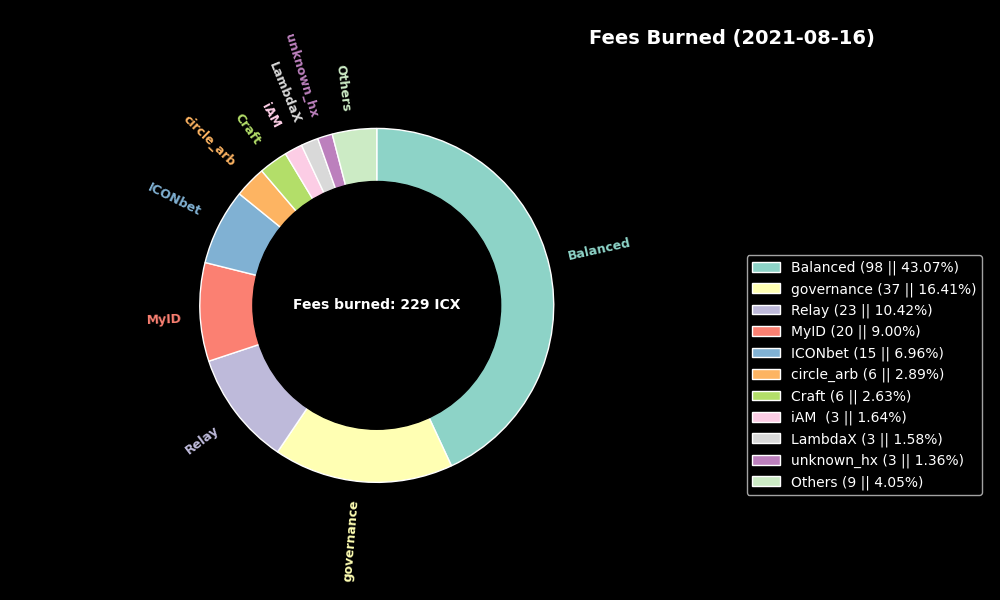 Fees Burned (2021-08-16)
unknown_hx
LambdaX
Others
iAM
Craft
circle_arb
ICONbet
Balanced
MyID
Fees burned: 229 ICX
Relay
governance
Balanced (98 || 43.07%)
governance (37 || 16.41%)
Relay (23 || 10.42%)
MyID (20 || 9.00%)
ICONbet (15 || 6.96%)
circle_arb (6 || 2.89%)
Craft (6 || 2.63%)
iAM  (3 || 1.64%)
LambdaX (3 || 1.58%)
unknown_hx (3 || 1.36%)
Others (9 || 4.05%)